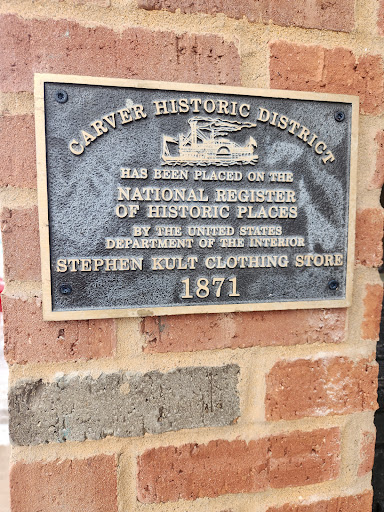 CARVER HISTORIC DISTRICT
HAS BEEN PLACED ON THE
NATIONAL REGISTER
OF HISTORIC PLACES
BY THE UNITED STATES
DEPARTMENT OF THE INTERIOR
STEPHEN KULT CLOTHING STORE
1871